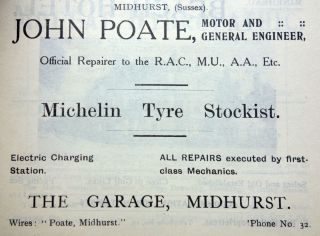 MIDHURST, (Sussex).
JOHN POATE, MOTOR AND :: ::
GENERAL ENGINEER,
Official Repairer to the R.A.C., M.U., A.A., Etc.
Michelin Tyre Stockist.
Electric Charging
Station.
ALL REPAIRS executed by first-
class Mechanics.
THE GARAGE, MIDHURST.
Wires: "Poate, Midhurst."
'Phone No. 32.